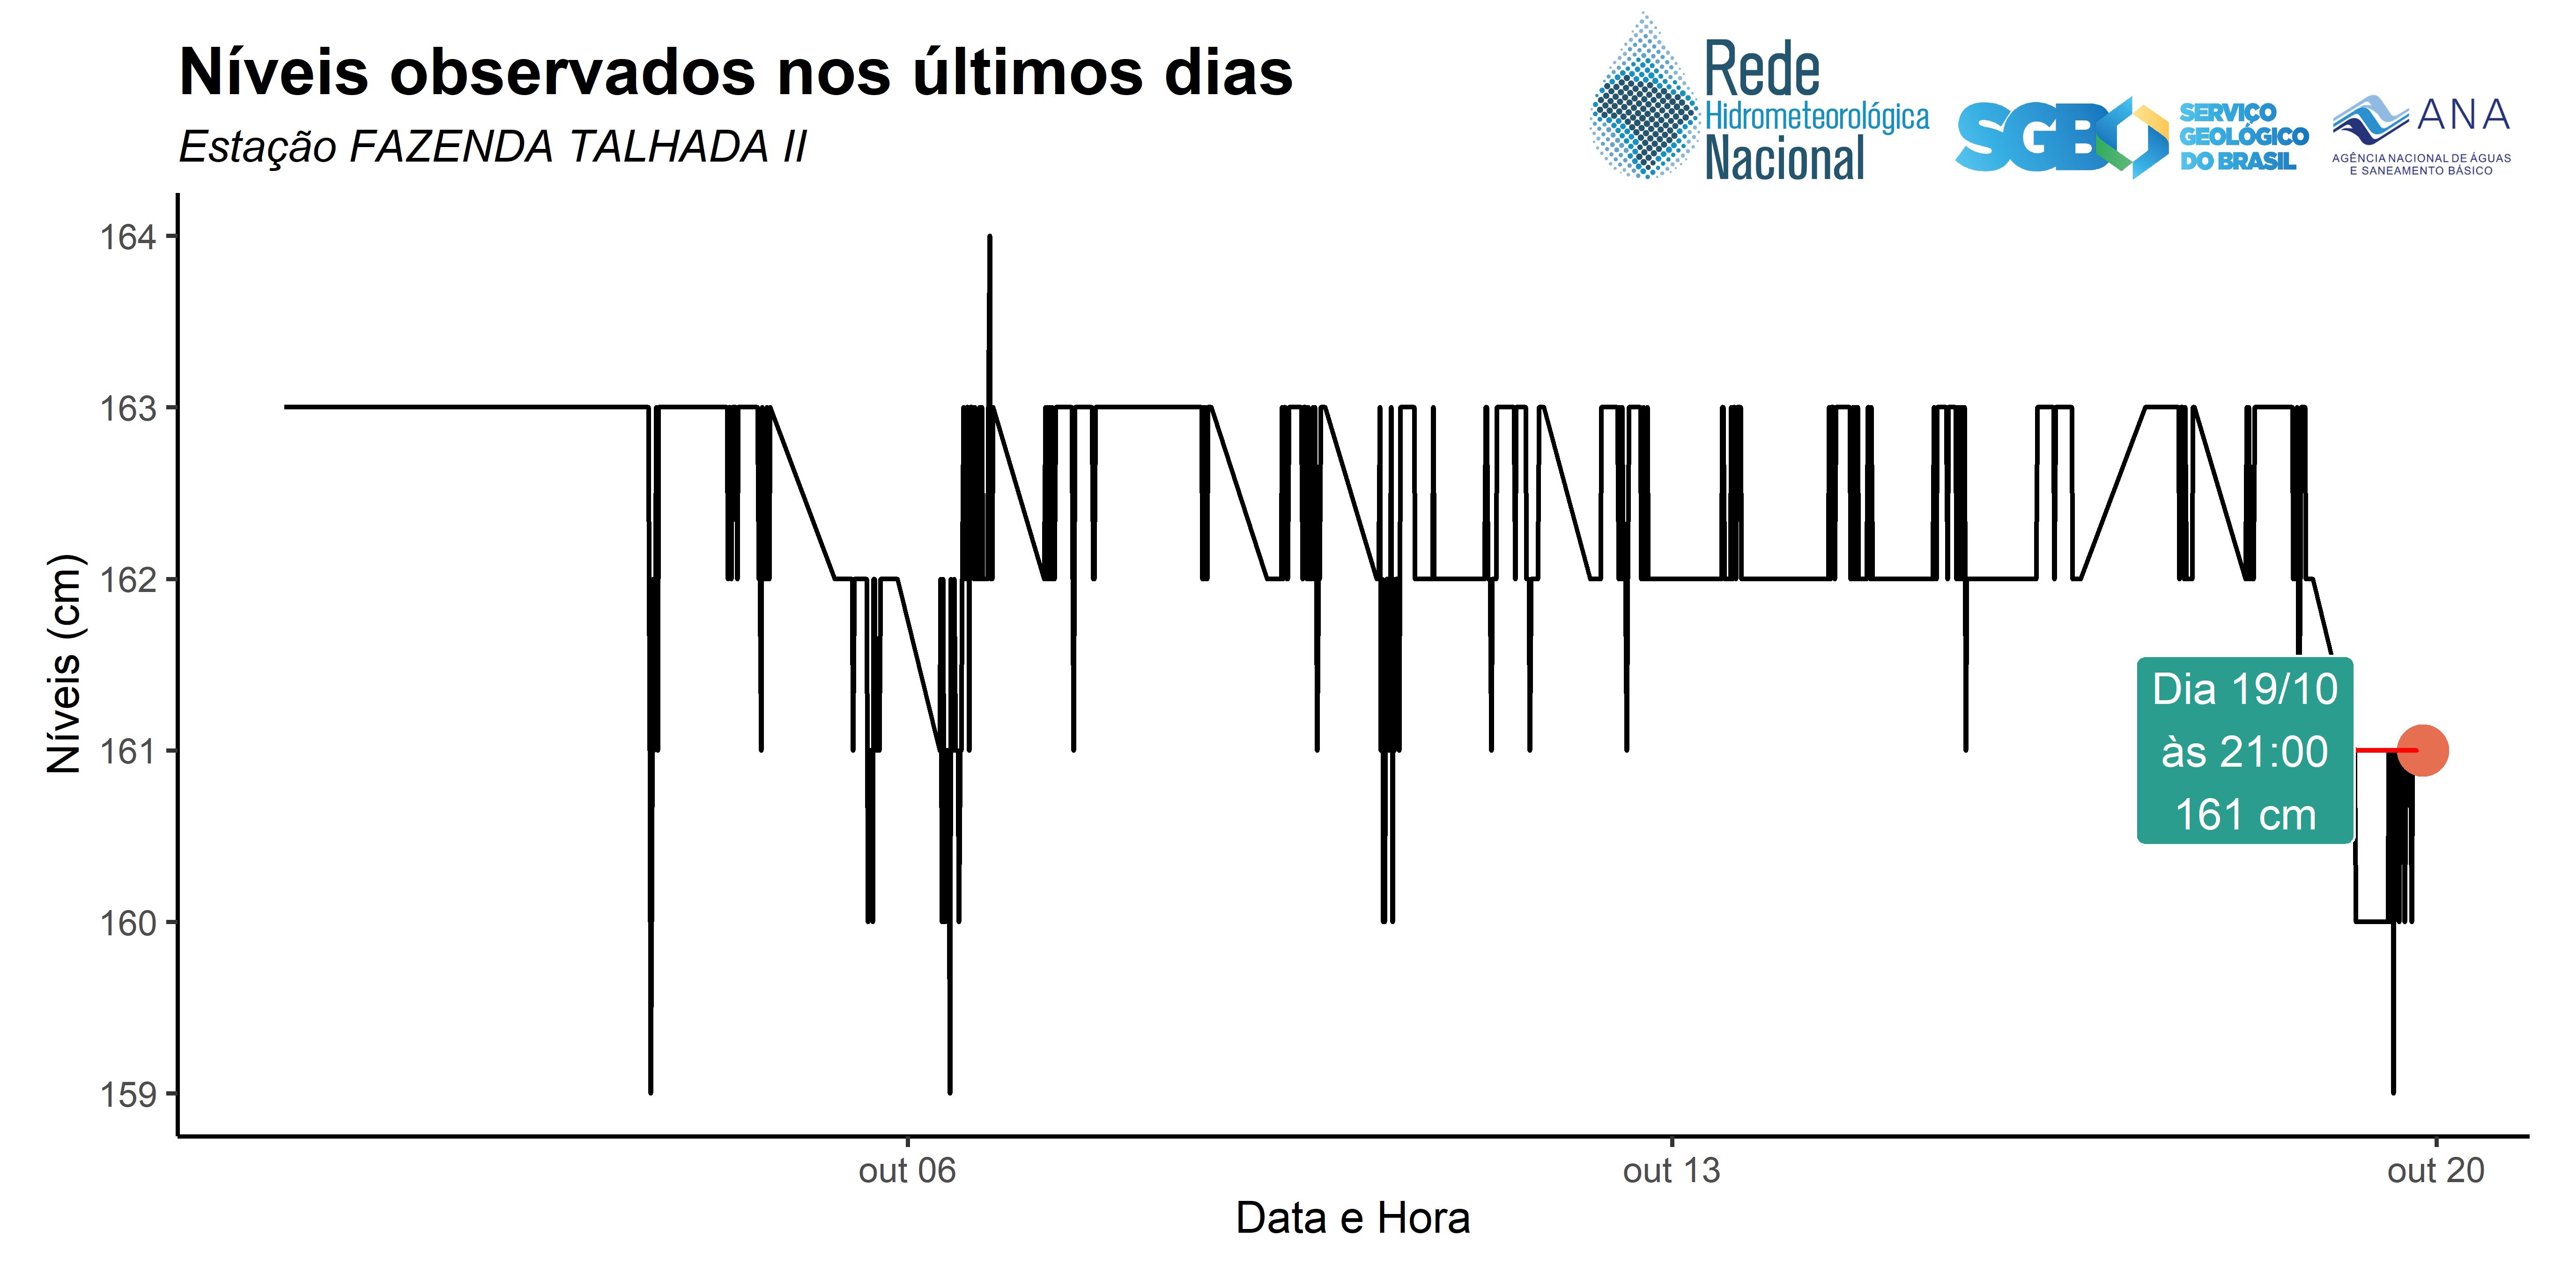 Níveis observados nos últimos dias
Estação FAZENDA TALHADA II
Rede
Hidrometeorológica
Nacional
SGB
SERVIÇO
GEOLÓGICO
DO BRASIL
ANA
AGÊNCIA NACIONAL DE ÁGUAS
E SANEAMENTO BÁSICO
Níveis (cm)
164
163
162
161
160
159
Dia 19/10
às 21:00
161 cm
out 06
out 13
out 20
Data e Hora